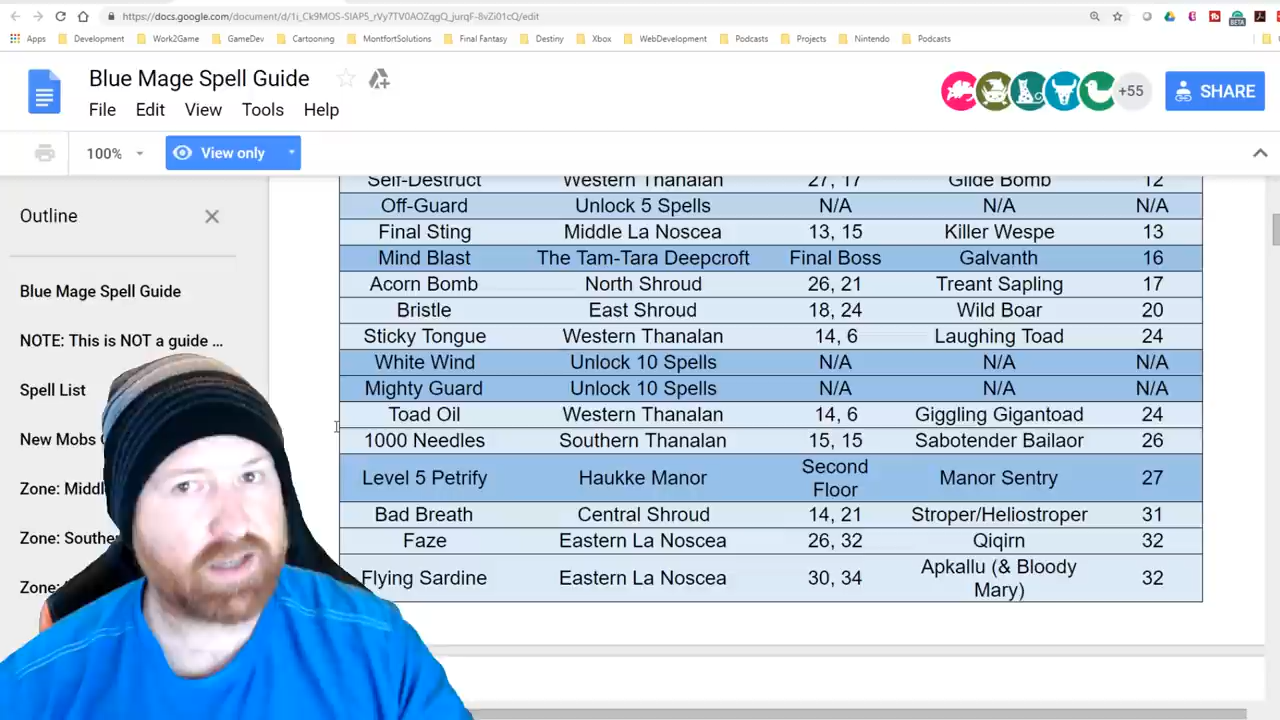 https://docs.google.com/document/d/1i_Ck9MOS-SIAP5_rVy7TV0AOZqgQ_jurqF-8vZi01cQ/edit
Apps Development Work2Game GameDev Cartooning MontfortSolutions Final Fantasy Destiny Xbox WebDevelopment Podcasts Projects Nintendo Podcasts
Blue Mage Spell Guide
File Edit View Tools Help
+55
SHARE
100% View only
Outline
Blue Mage Spell Guide
NOTE: This is NOT a guide ...
Spell List
New Mobs
Zone: Middl
Zone: Southe
Zone:
Self-Destruct Western Thanalan 27, 17 Gilde Bomb 12
Off-Guard Unlock 5 Spells N/A N/A N/A
Final Sting Middle La Noscea 13, 15 Killer Wespe 13
Mind Blast The Tam-Tara Deepcroft Final Boss Galvanth 16
Acorn Bomb North Shroud 26, 21 Treant Sapling 17
Bristle East Shroud 18, 24 Wild Boar 20
Sticky Tongue Western Thanalan 14, 6 Laughing Toad 24
White Wind Unlock 10 Spells N/A N/A N/A
Mighty Guard Unlock 10 Spells N/A N/A N/A
Toad Oil Western Thanalan 14, 6 Giggling Gigantoad 24
1000 Needles Southern Thanalan 15, 15 Sabotender Bailaor 26
Level 5 Petrify Haukke Manor Second Floor Manor Sentry 27
Bad Breath Central Shroud 14, 21 Stroper/Heliostroper 31
Faze Eastern La Noscea 26, 32 Qiqirn 32
Flying Sardine Eastern La Noscea 30, 34 Apkallu (& Bloody Mary) 32